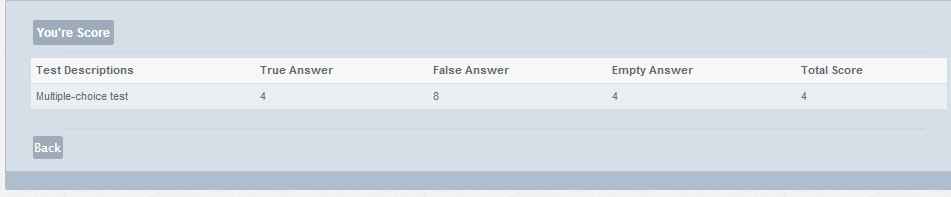 You're Score
Test Descriptions True Answer False Answer Empty Answer Total Score
Multiple-choice test 4 8 4 4
Back